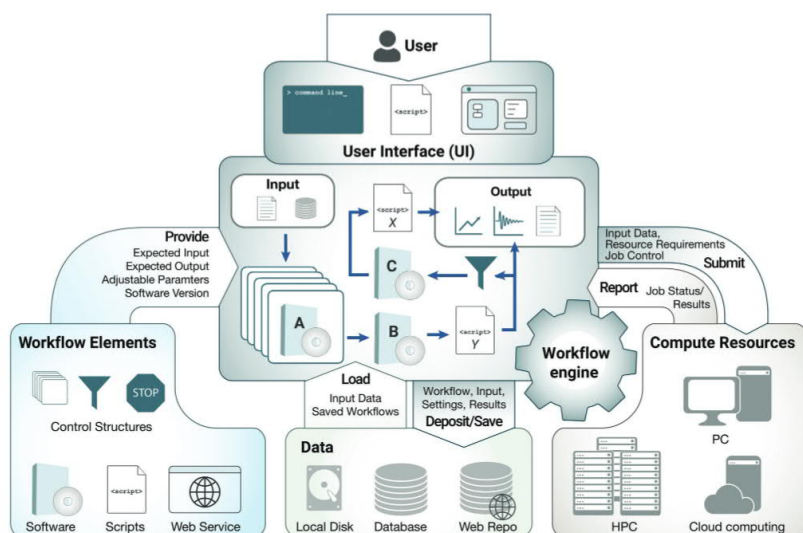 User
> command line_
<script>
User Interface (UI)
Input
<script>
X
Output
Provide
Expected Input
Expected Output
Adjustable Paramters
Software Version
A
B
C
<script>
Y
Input Data,
Resource Requirements
Job Control
Submit
Report
Job Status/
Results
Workflow
engine
Workflow Elements
STOP
Control Structures
Software
<script>
Scripts
Web Service
Load
Input Data
Saved Workflows
Workflow, Input,
Settings, Results
Deposit/Save
Data
Local Disk
Database
Web Repo
Compute Resources
PC
HPC
Cloud computing